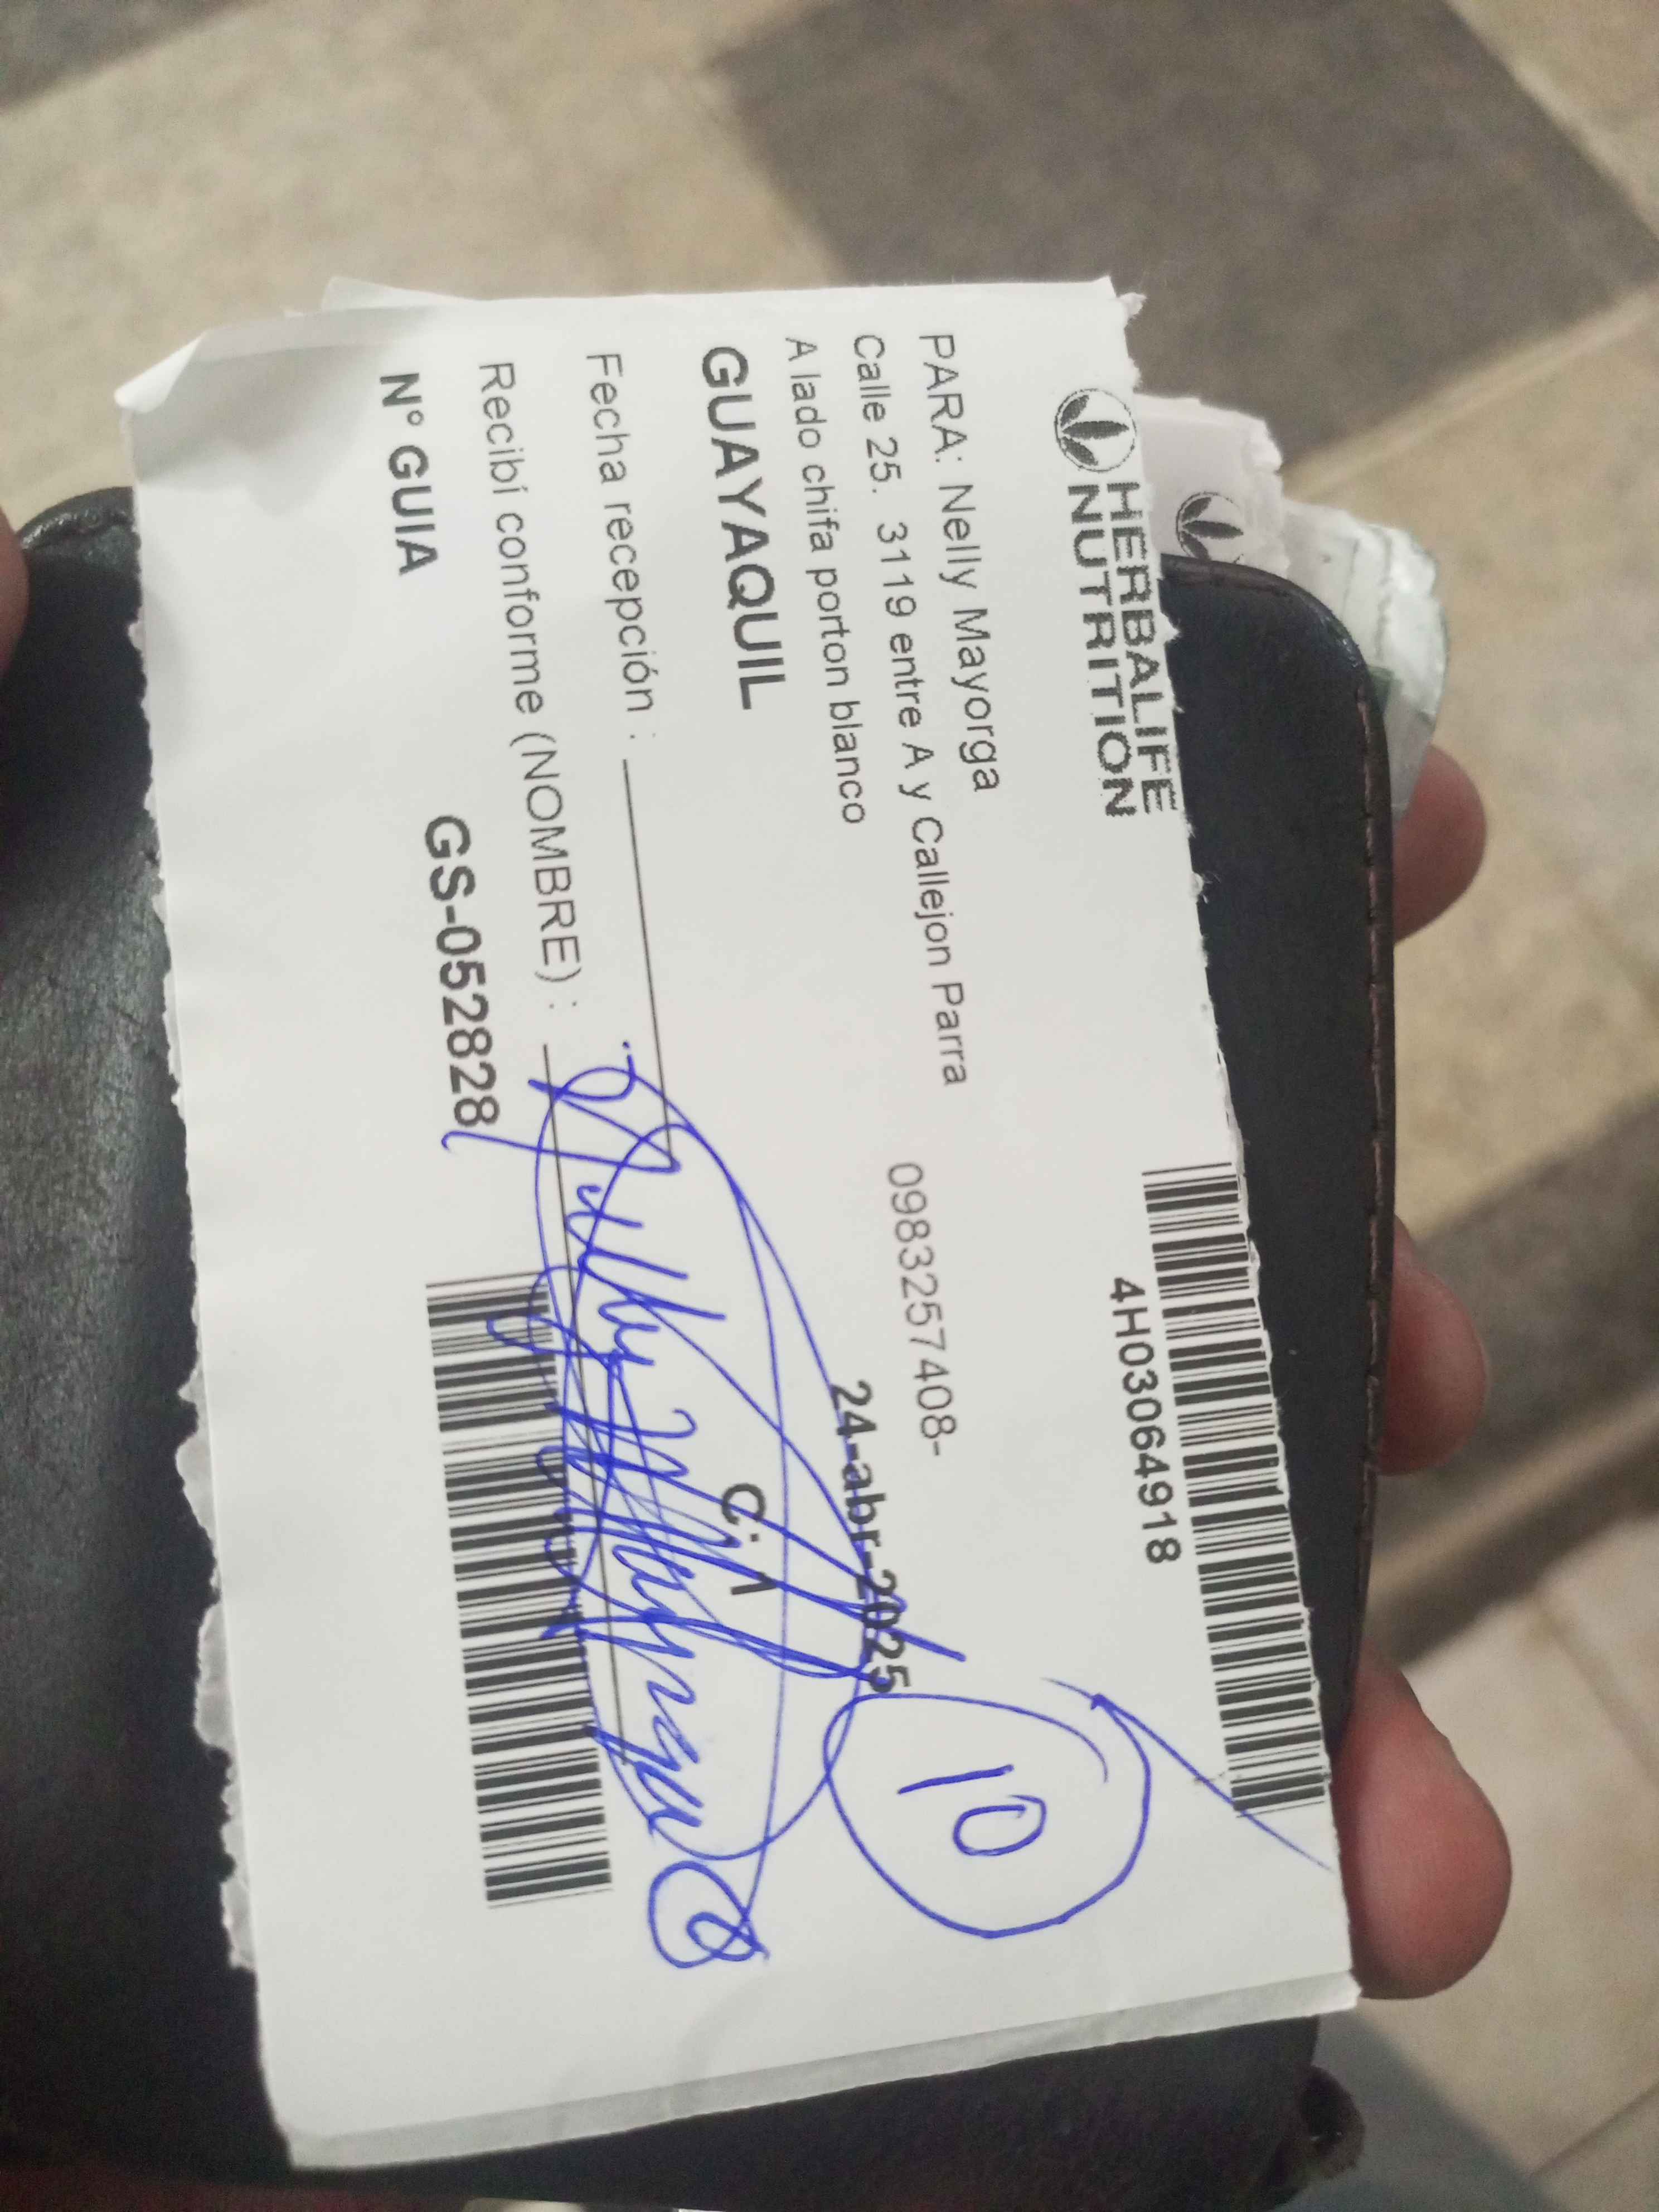 HERBALIFE
NUTRITION
4H03064918
PARA: Nelly Mayorga
Calle 25. 3119 entre A y Callejon Parra
0983257408-
A lado chifa porton blanco
24-abr-2025
10
GUAYAQUIL
C: 1
Fecha recepción :
Recibí conforme (NOMBRE) :
N° GUIA
GS-052828